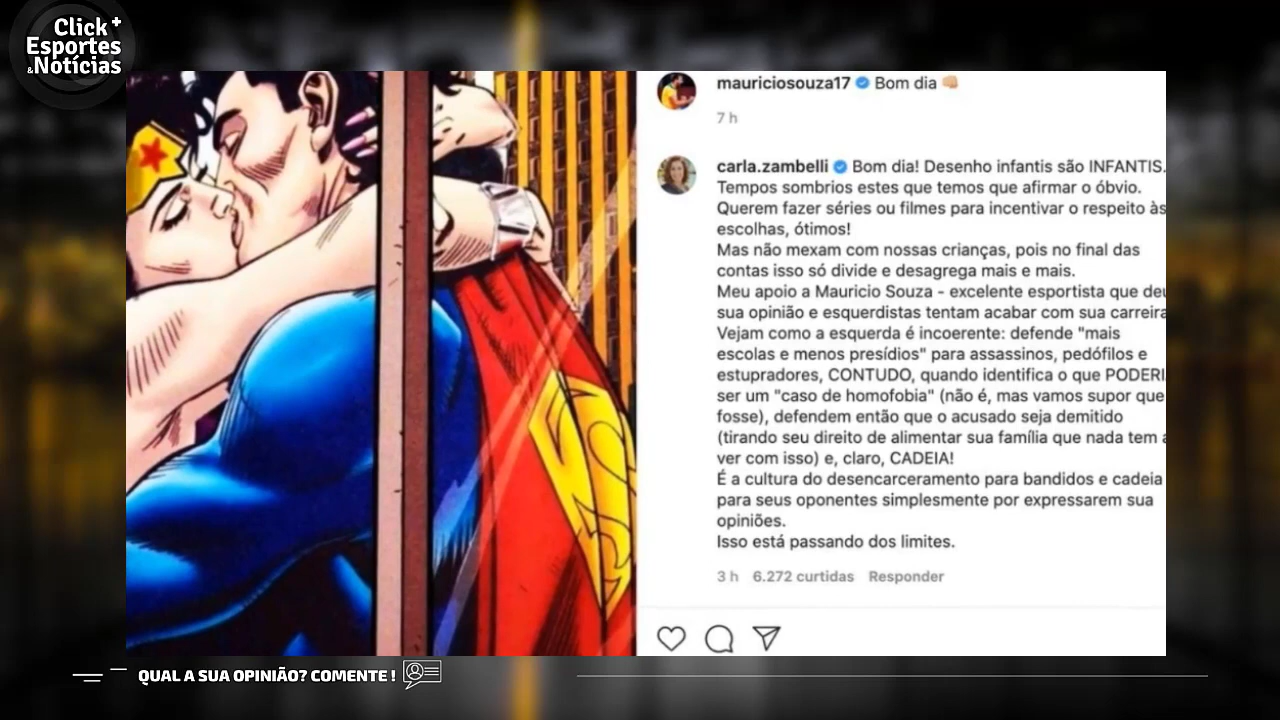 Click+
Esportes
&Notícias
mauriciosouza17 Bom dia 👊🏼
7 h
carla.zambelli Bom dia! Desenho infantis são INFANTIS.
Tempos sombrios estes que temos que afirmar o óbvio.
Querem fazer séries ou filmes para incentivar o respeito às
escolhas, ótimos!
Mas não mexam com nossas crianças, pois no final das
contas isso só divide e desagrega mais e mais.
Meu apoio a Mauricio Souza - excelente esportista que deu
sua opinião e esquerdistas tentam acabar com sua carreira
Vejam como a esquerda é incoerente: defende "mais
escolas e menos presídios" para assassinos, pedófilos e
estupradores, CONTUDO, quando identifica o que PODERI
ser um "caso de homofobia" (não é, mas vamos supor que
fosse), defendem então que o acusado seja demitido
(tirando seu direito de alimentar sua família que nada tem a
ver com isso) e, claro, CADEIA!
É a cultura do desencarceramento para bandidos e cadeia
para seus oponentes simplesmente por expressarem sua
opiniões.
Isso está passando dos limites.
3 h 6.272 curtidas Responder
QUAL A SUA OPINIÃO? COMENTE !